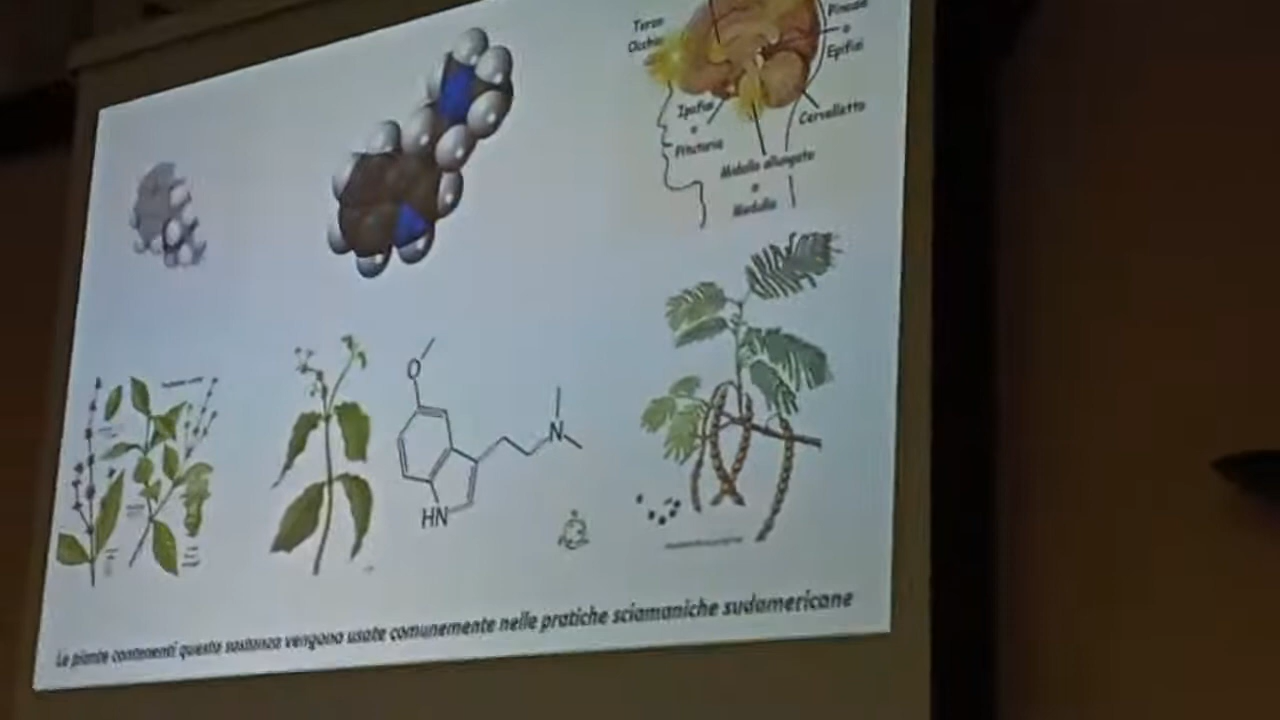 Terzo
Occhio
Pineale
o
Epifisi
Ipofisi
o
Pituitaria
Cervelletto
Midollo allungato
o
Medulla
O
N
HN
Le piante contenenti questa sostanza vengono usate comunemente nelle pratiche sciamaniche sudamericane